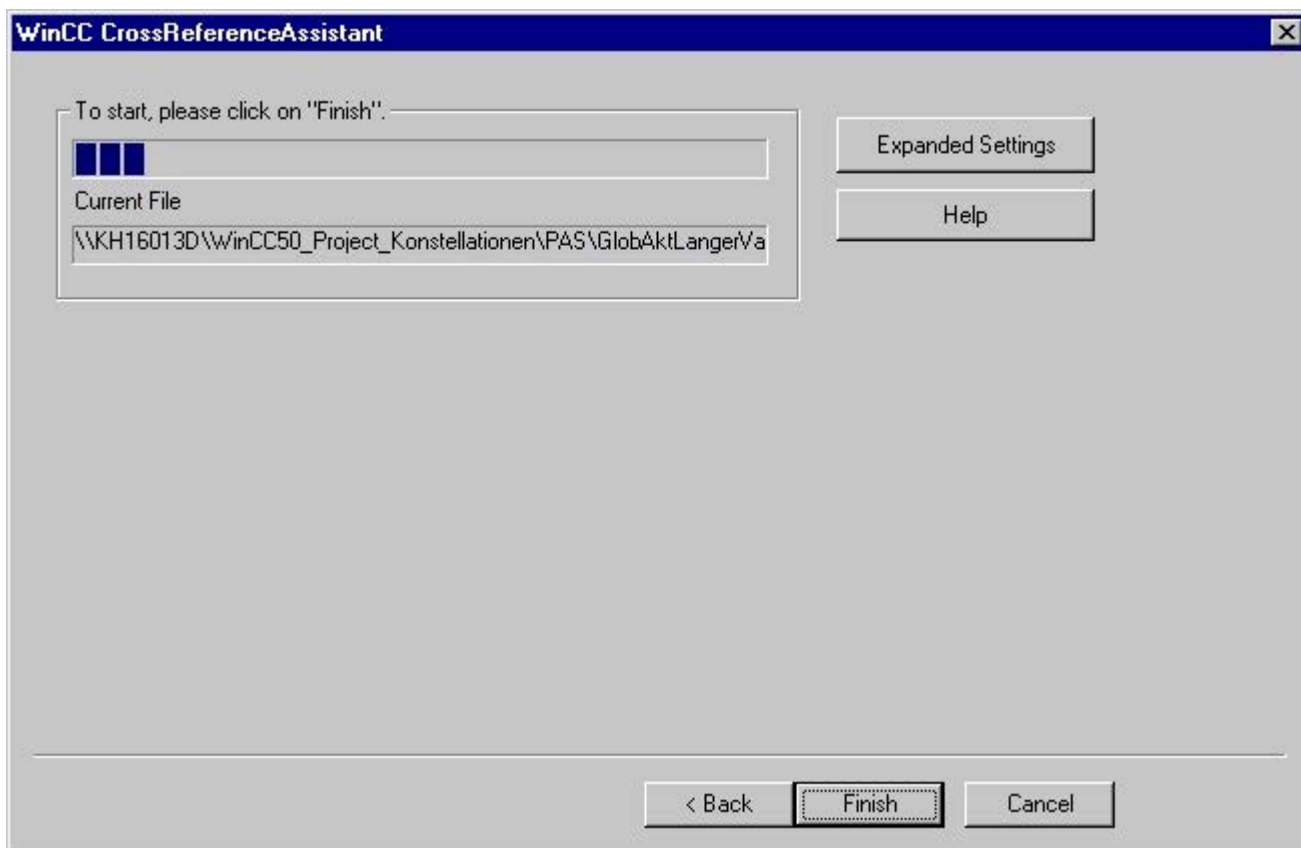 WinCC CrossReferenceAssistant
To start, please click on "Finish".
Current File
\\KH16013D\WinCC50_Project_Konstellationen\PAS\GlobAktLangerVa
Expanded Settings
Help
< Back
Finish
Cancel